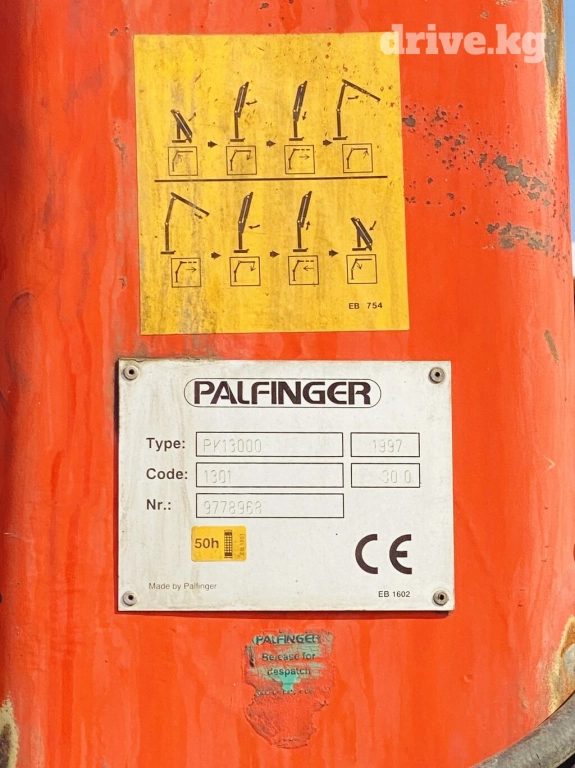 drive.kg
EB 754
PALFINGER
Type: PK13000 1997
Code: 1301 30 0
Nr.: 9778968
50h
Made by Palfinger
EB 1602
PALFINGER
Release for
despatch